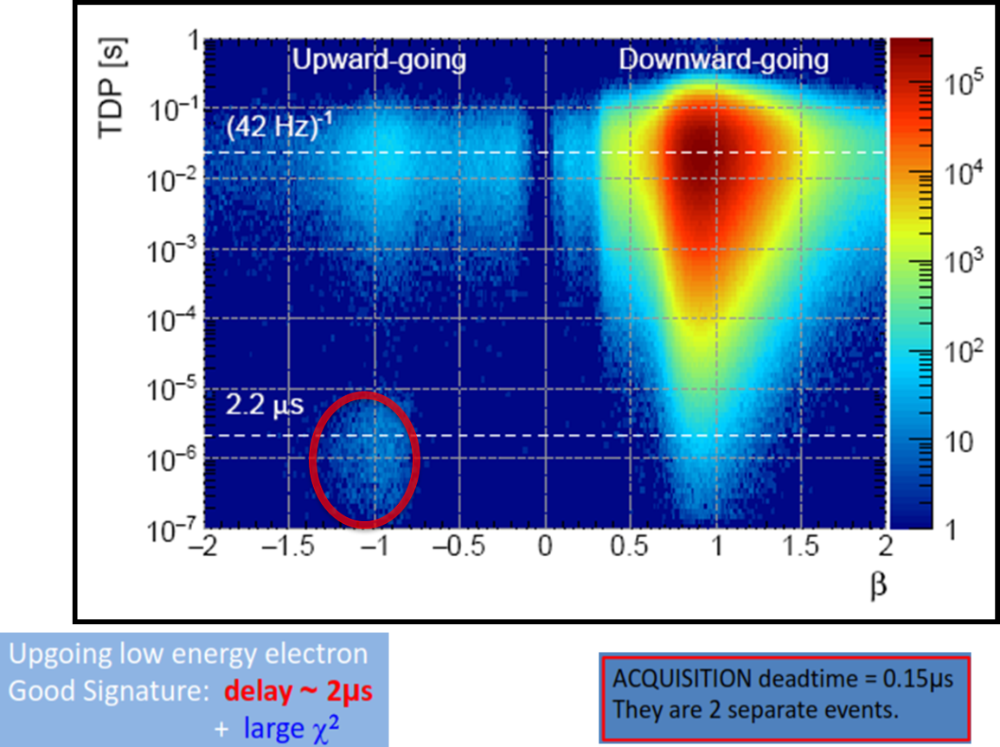 TDP [s]
Upward-going
Downward-going
(42 Hz)⁻¹
2.2 µs
1
10⁻¹
10⁻²
10⁻³
10⁻⁴
10⁻⁵
10⁻⁶
10⁻⁷
−2 −1.5 −1 −0.5 0 0.5 1 1.5 2
β
10⁵
10⁴
10³
10²
10
1
Upgoing low energy electron
Good Signature: delay ~ 2µs
+ large χ²
ACQUISITION deadtime = 0.15µs
They are 2 separate events.